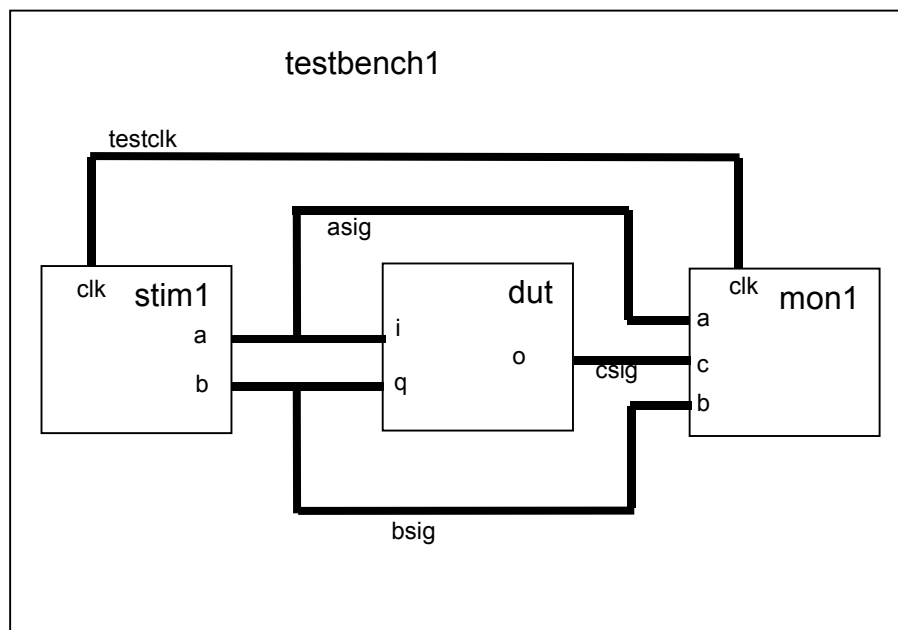 testbench1
testclk
asig
clk
stim1
a
b
i
q
dut
o
csig
clk
mon1
a
c
b
bsig